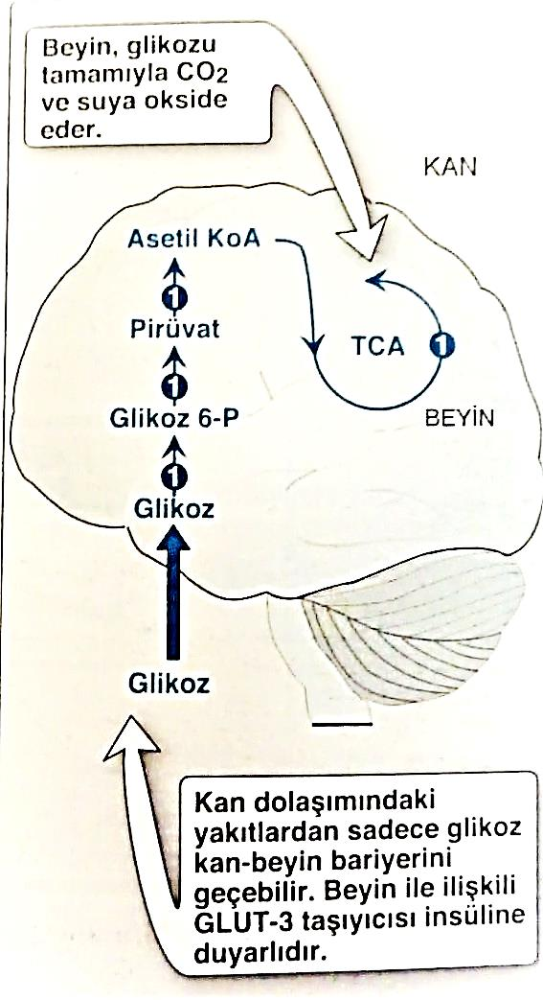 Beyin, glikozu
tamamıyla CO2
ve suya okside
eder.
KAN
Asetil KoA
1
Pirüvat
TCA
1
1
Glikoz 6-P
BEYİN
1
Glikoz
Glikoz
Kan dolaşımındaki
yakıtlardan sadece glikoz
kan-beyin bariyerini
geçebilir. Beyin ile ilişkili
GLUT-3 taşıyıcısı insüline
duyarlıdır.